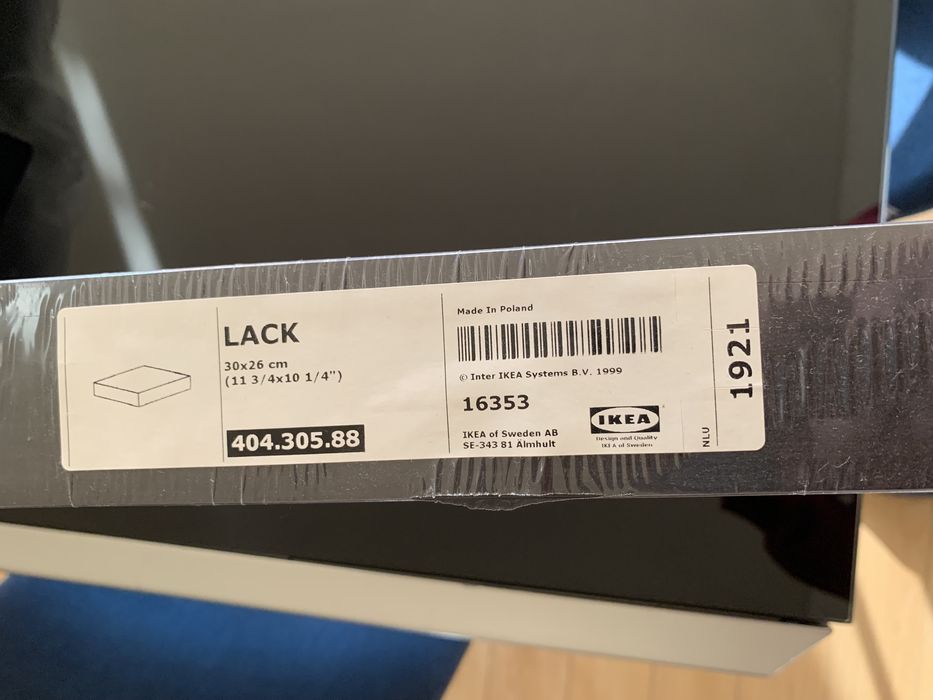 LACK
30x26 cm
(11 3/4x10 1/4")
404.305.88
Made In Poland
© Inter IKEA Systems B.V. 1999
16353
IKEA of Sweden AB
SE-343 81 Älmhult
IKEA
Design and Quality
IKEA of Sweden
NLU
1921